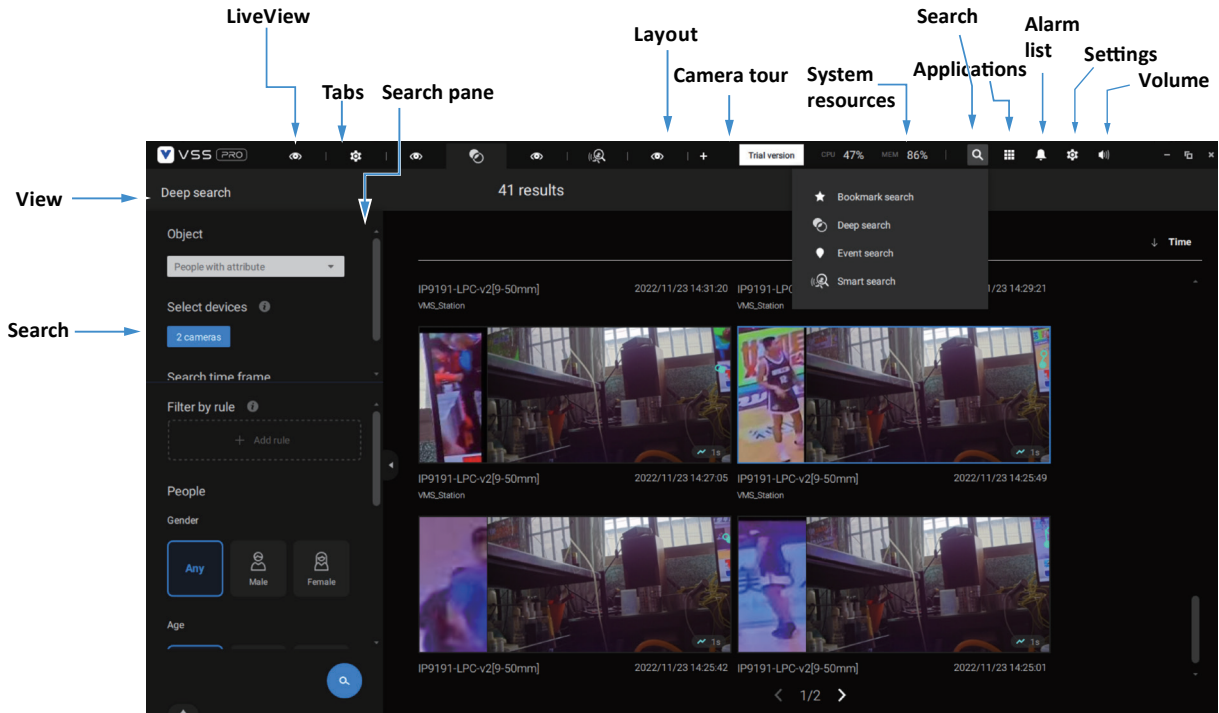 LiveView
Search
Alarm
list
Layout
Settings
Camera tour
System
resources
Applications
Volume
Tabs
Search pane
VSS PRO
Trial version
CPU 47%
MEM 86%
View
Deep search
41 results
Bookmark search
Deep search
Event search
Smart search
Object
People with attribute
↓ Time
Select devices
2 cameras
Search
Search time frame
Filter by rule
+ Add rule
People
Gender
Any
Male
Female
Age
IP9191-LPC-v2[9-50mm] 2022/11/23 14:31:20
VMS_Station
IP9191-LPC 1/23 14:29:21
VMS_Station
1s
1s
IP9191-LPC-v2[9-50mm] 2022/11/23 14:27:05
VMS_Station
IP9191-LPC-v2[9-50mm] 2022/11/23 14:25:49
VMS_Station
1s
1s
IP9191-LPC-v2[9-50mm] 2022/11/23 14:25:42
IP9191-LPC-v2[9-50mm] 2022/11/23 14:25:01
1/2